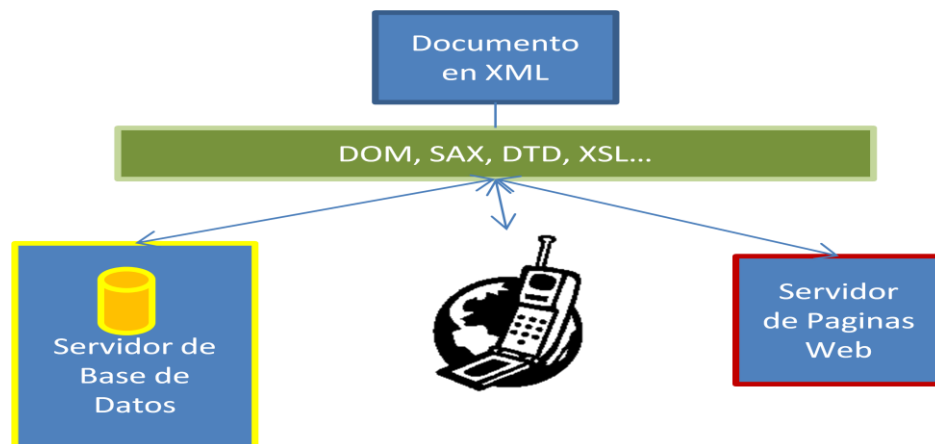 Documento
en XML
DOM, SAX, DTD, XSL...
Servidor de
Base de
Datos
Servidor
de Paginas
Web